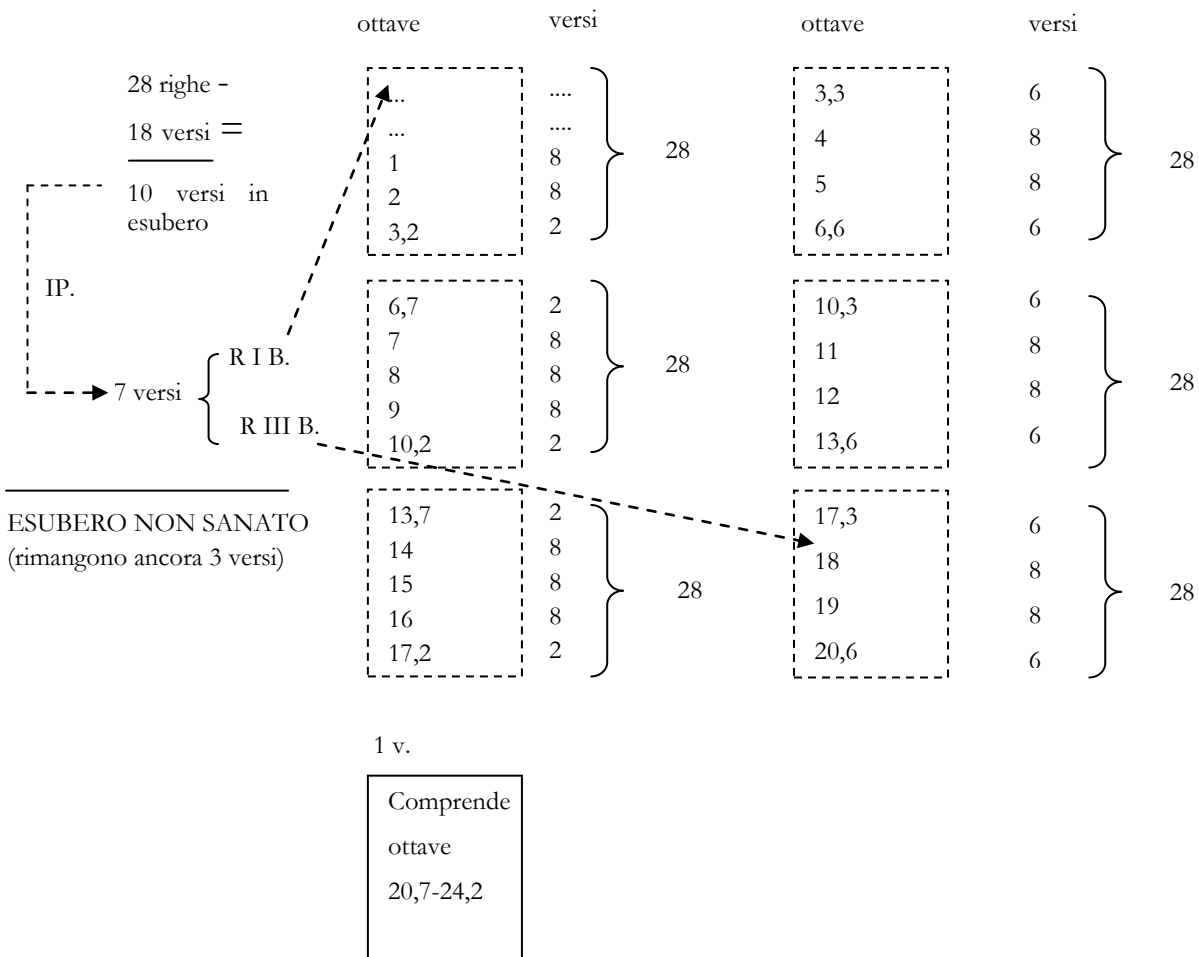 ottave versi ottave versi
28 righe -
18 versi =
10 versi in
esubero
IP.
7 versi
R I B.
R III B.
ESUBERO NON SANATO
(rimangono ancora 3 versi)
... ....
... ....
1 8
2 8
3,2 2
28
3,3 6
4 8
5 8
6,6 6
28
6,7 2
7 8
8 8
9 8
10,2 2
28
10,3 6
11 8
12 8
13,6 6
28
13,7 2
14 8
15 8
16 8
17,2 2
28
17,3 6
18 8
19 8
20,6 6
28
1 v.
Comprende
ottave
20,7-24,2